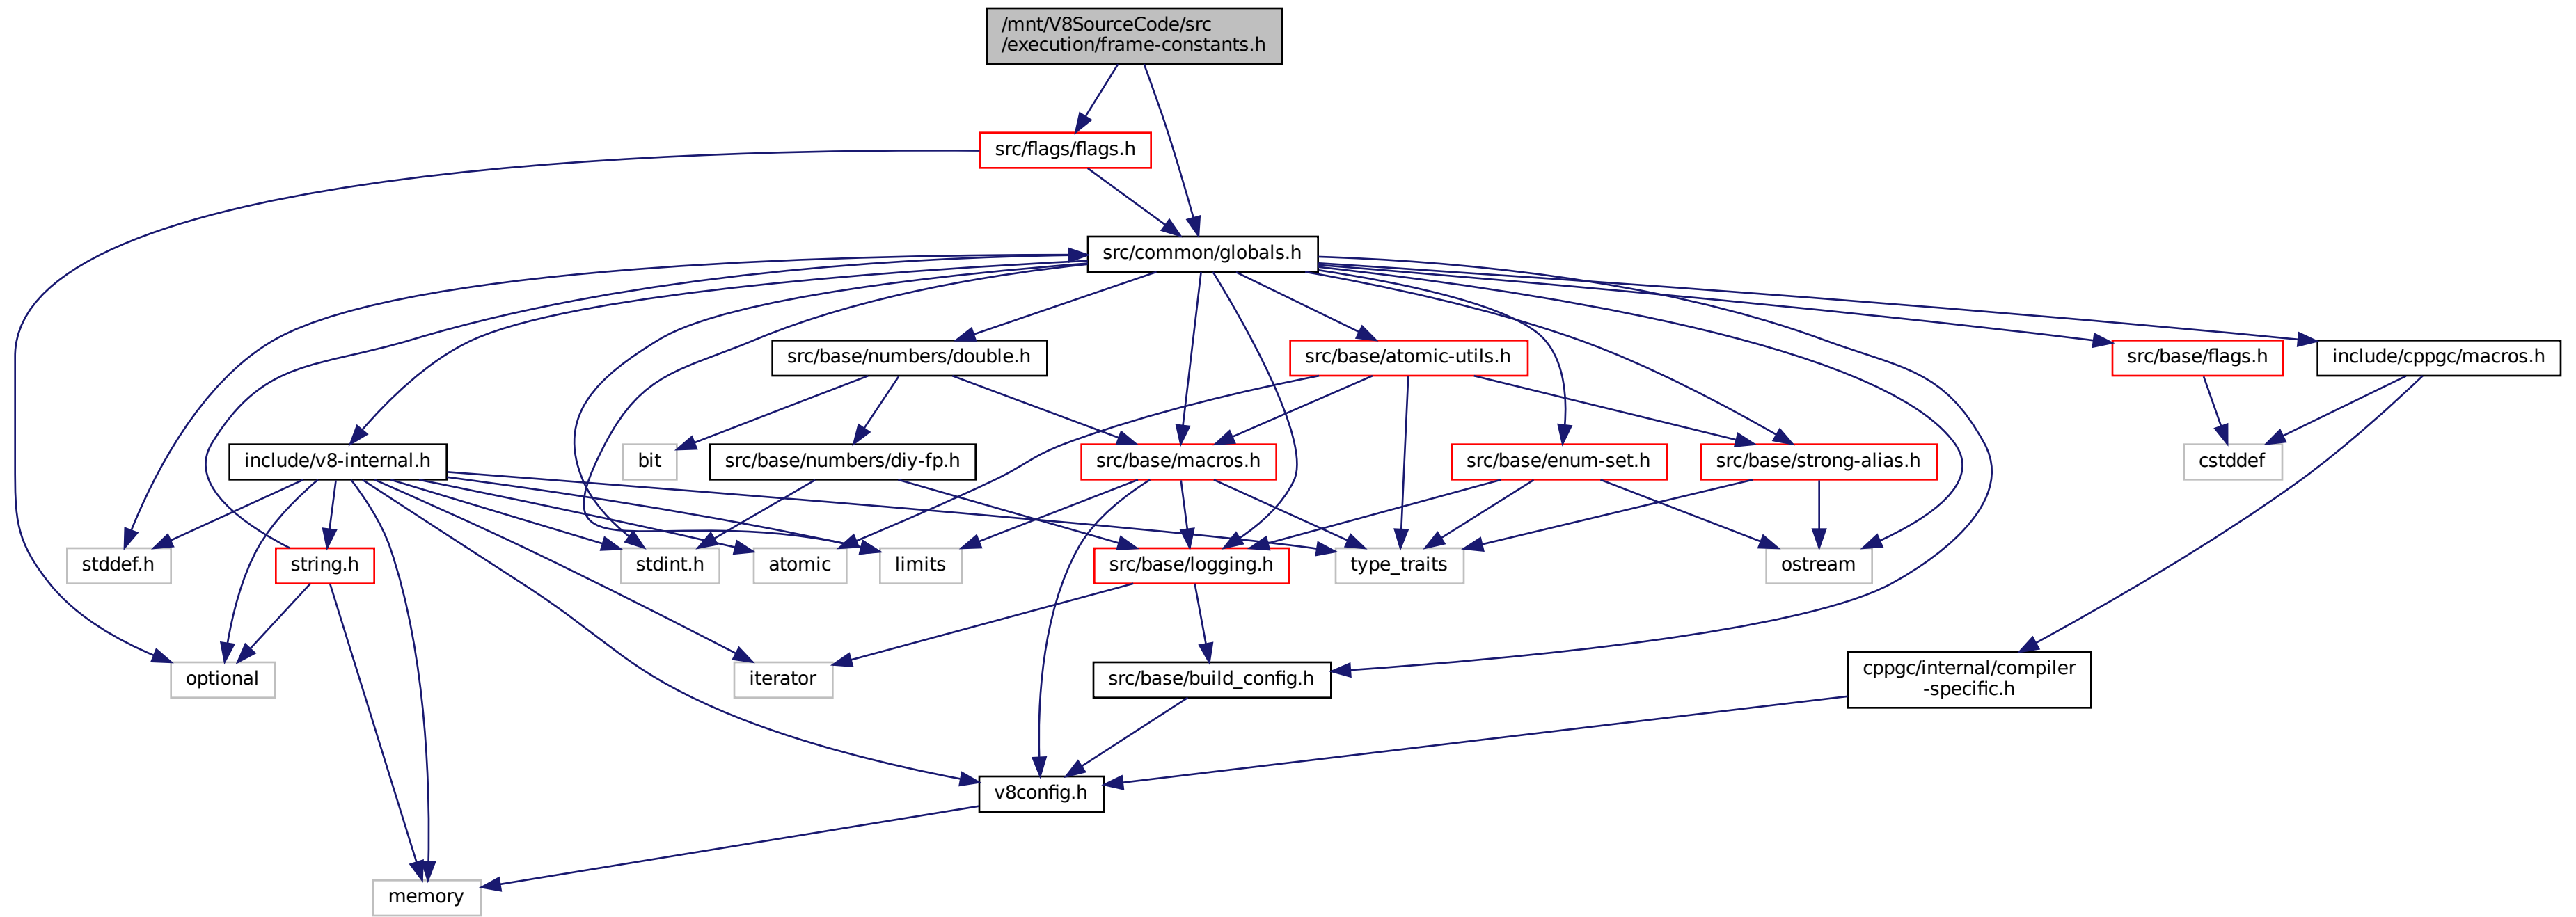 /mnt/V8SourceCode/src
/execution/frame-constants.h
src/flags/flags.h
src/common/globals.h
src/base/numbers/double.h
src/base/atomic-utils.h
src/base/flags.h
include/cppgc/macros.h
include/v8-internal.h
bit
src/base/numbers/diy-fp.h
src/base/macros.h
src/base/enum-set.h
src/base/strong-alias.h
cstddef
stddef.h
string.h
stdint.h
atomic
limits
src/base/logging.h
type_traits
ostream
optional
iterator
src/base/build_config.h
cppgc/internal/compiler
-specific.h
v8config.h
memory